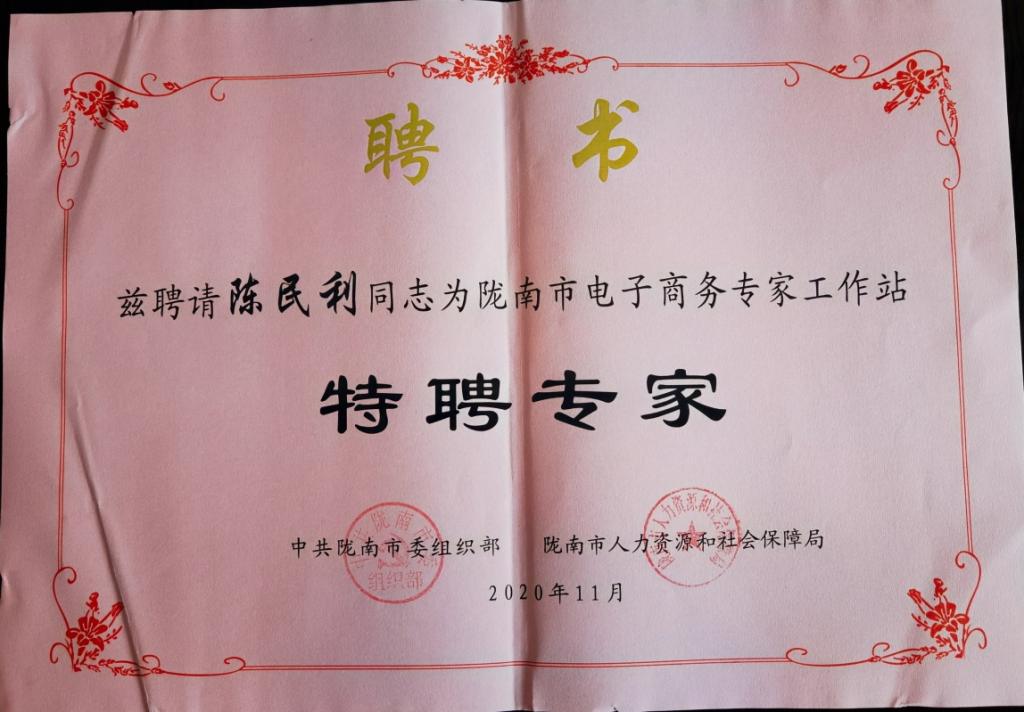 聘 书
兹聘请陈民利同志为陇南市电子商务专家工作站
特聘专家
中共陇南市委组织部 陇南市人力资源和社会保障局
2020年11月
组织部